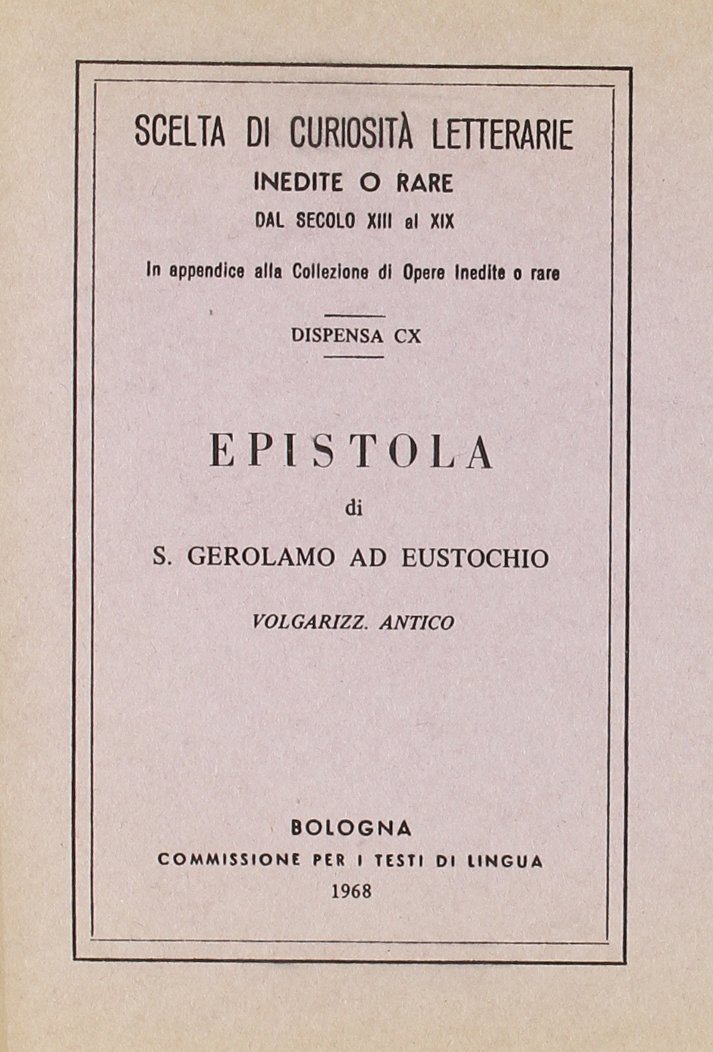 SCELTA DI CURIOSITÀ LETTERARIE
INEDITE O RARE
DAL SECOLO XIII al XIX
In appendice alla Collezione di Opere Inedite o rare
DISPENSA CX
EPISTOLA
di
S. GEROLAMO AD EUSTOCHIO
VOLGARIZZ. ANTICO
BOLOGNA
COMMISSIONE PER I TESTI DI LINGUA
1968